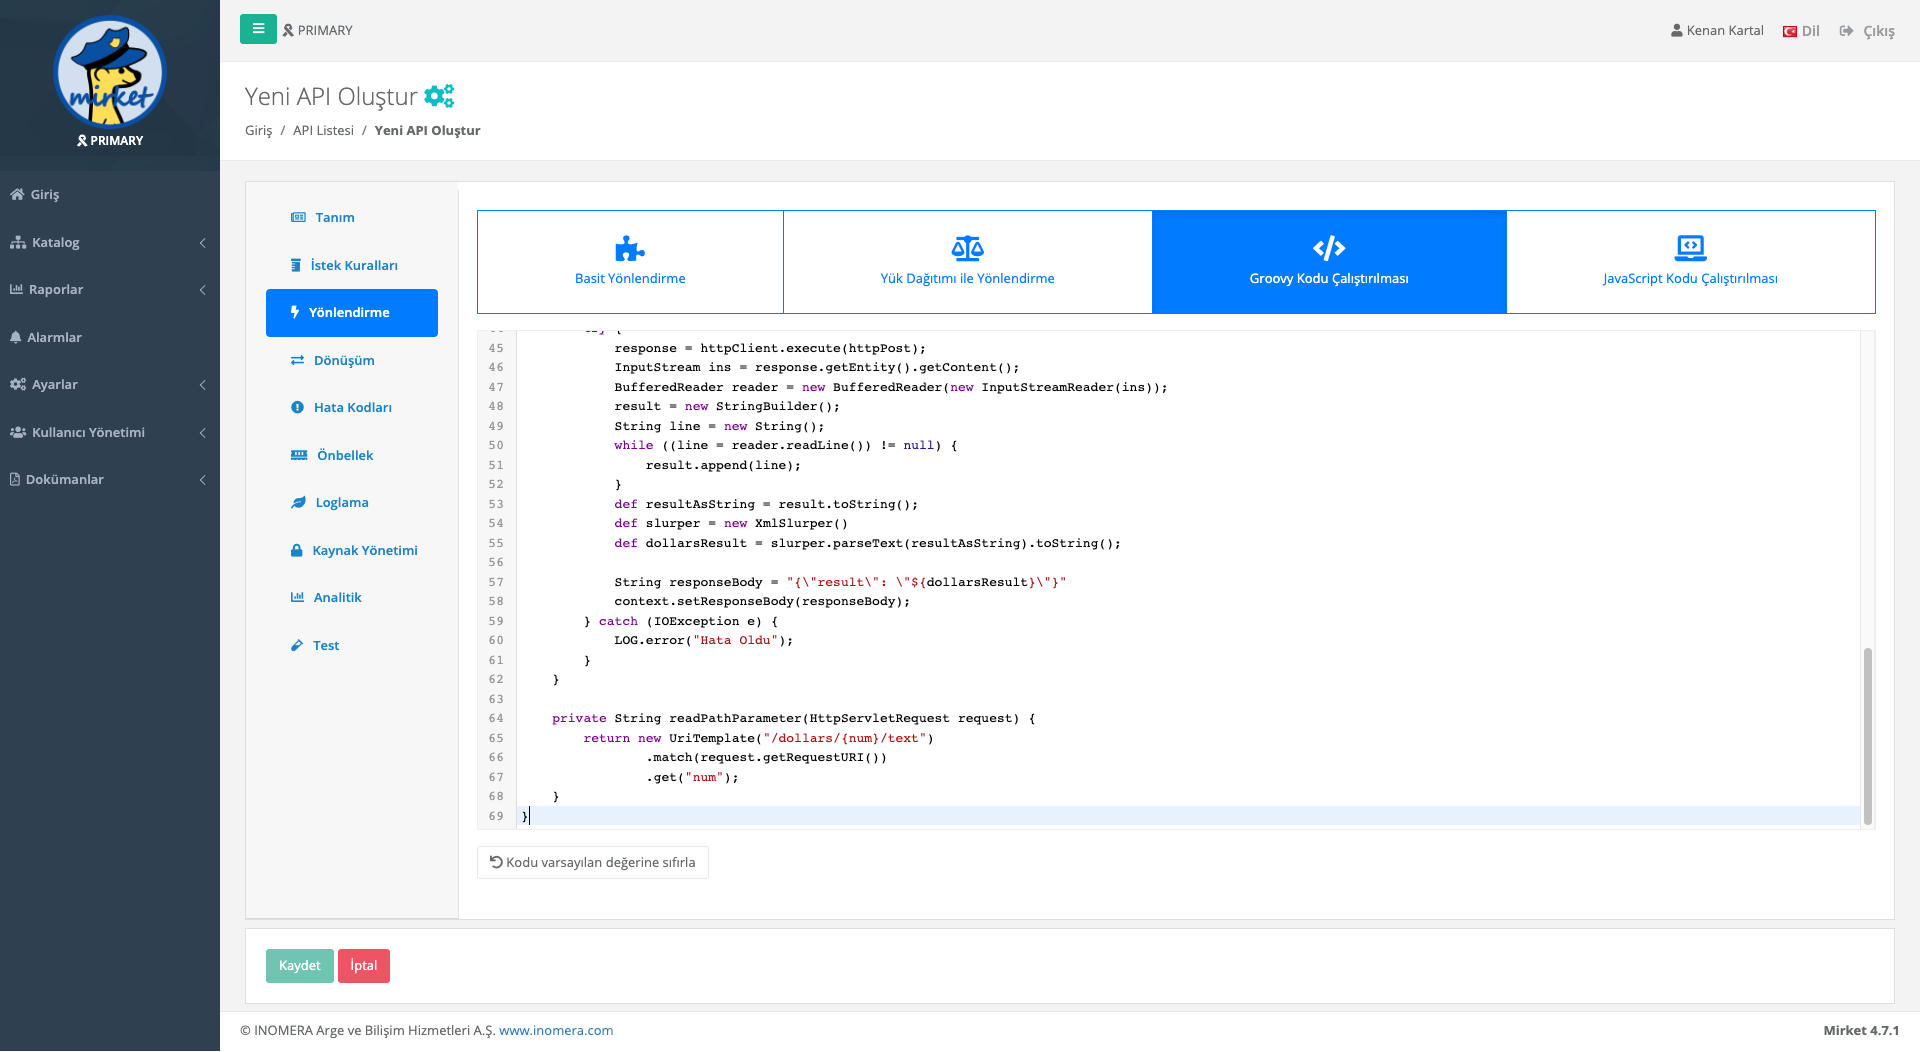 mirket
PRIMARY
Giriş
Katalog
Raporlar
Alarmlar
Ayarlar
Kullanıcı Yönetimi
Dokümanlar
PRIMARY
Kenan Kartal
Dil
Çıkış
Yeni API Oluştur
Giriş / API Listesi / Yeni API Oluştur
Tanım
İstek Kuralları
Yönlendirme
Dönüşüm
Hata Kodları
Önbellek
Loglama
Kaynak Yönetimi
Analitik
Test
Basit Yönlendirme
Yük Dağıtımı ile Yönlendirme
Groovy Kodu Çalıştırılması
JavaScript Kodu Çalıştırılması
45 response = httpClient.execute(httpPost);
46 InputStream ins = response.getEntity().getContent();
47 BufferedReader reader = new BufferedReader(new InputStreamReader(ins));
48 result = new StringBuilder();
49 String line = new String();
50 while ((line = reader.readLine()) != null) {
51 result.append(line);
52 }
53 def resultAsString = result.toString();
54 def slurper = new XmlSlurper()
55 def dollarsResult = slurper.parseText(resultAsString).toString();
56
57 String responseBody = "{\"result\": \"${dollarsResult}\"}"
58 context.setResponseBody(responseBody);
59 } catch (IOException e) {
60 LOG.error("Hata Oldu");
61 }
62 }
63
64 private String readPathParameter(HttpServletRequest request) {
65 return new UriTemplate("/dollars/{num}/text")
66 .match(request.getRequestURI())
67 .get("num");
68 }
69 }
Kodu varsayılan değerine sıfırla
Kaydet
İptal
© INOMERA Arge ve Bilişim Hizmetleri A.Ş. www.inomera.com
Mirket 4.7.1